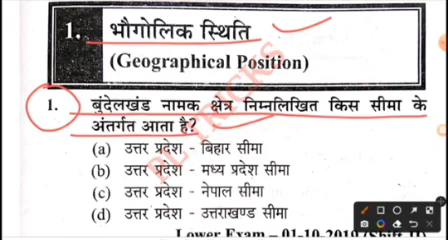 1. भौगोलिक स्थिति
(Geographical Position)
1. बुंदेलखंड नामक क्षेत्र निम्नलिखित किस सीमा के
अंतर्गत आता है?
(a) उत्तर प्रदेश - बिहार सीमा
(b) उत्तर प्रदेश - मध्य प्रदेश सीमा
(c) उत्तर प्रदेश - नेपाल सीमा
(d) उत्तर प्रदेश - उत्तराखण्ड सीमा
Lower Exam – 01-10-2019 (Shift